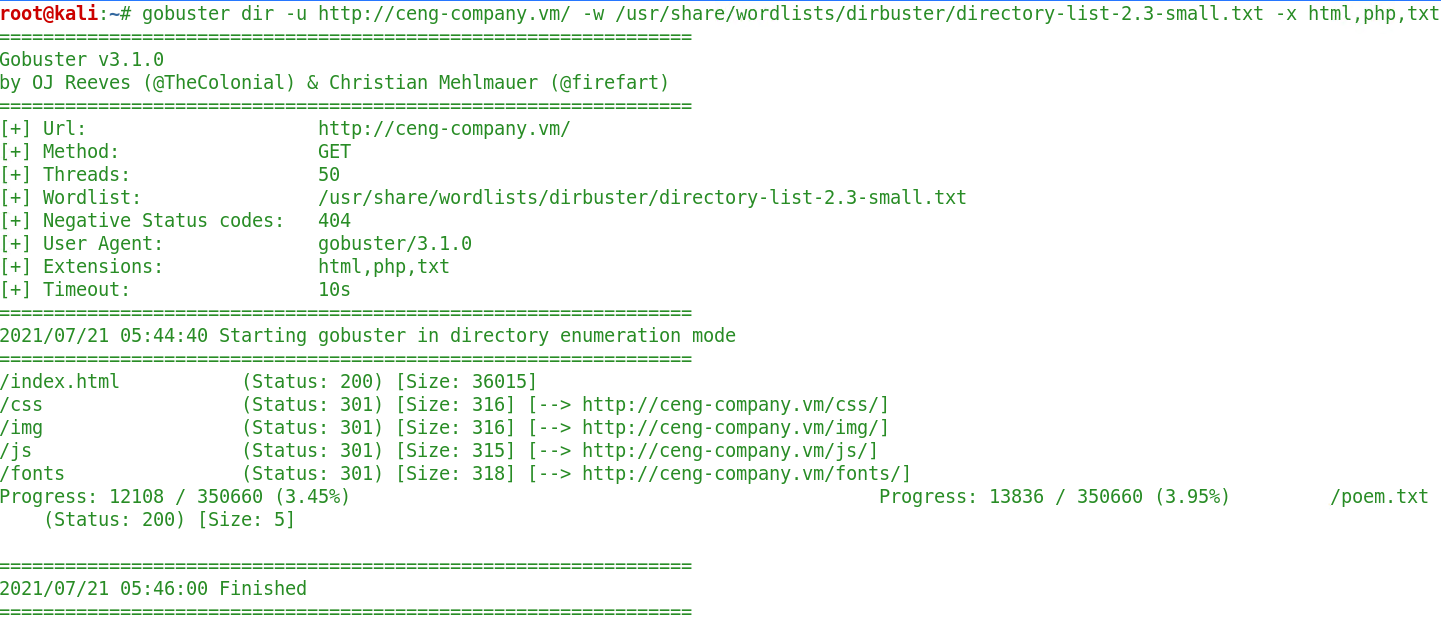 root@kali:~# gobuster dir -u http://ceng-company.vm/ -w /usr/share/wordlists/dirbuster/directory-list-2.3-small.txt -x html,php,txt
===============================================================
Gobuster v3.1.0
by OJ Reeves (@TheColonial) & Christian Mehlmauer (@firefart)
===============================================================
[+] Url:                     http://ceng-company.vm/
[+] Method:                  GET
[+] Threads:                 50
[+] Wordlist:                /usr/share/wordlists/dirbuster/directory-list-2.3-small.txt
[+] Negative Status codes:   404
[+] User Agent:              gobuster/3.1.0
[+] Extensions:              html,php,txt
[+] Timeout:                 10s
===============================================================
2021/07/21 05:44:40 Starting gobuster in directory enumeration mode
===============================================================
/index.html           (Status: 200) [Size: 36015]
/css                  (Status: 301) [Size: 316] [--> http://ceng-company.vm/css/]
/img                  (Status: 301) [Size: 316] [--> http://ceng-company.vm/img/]
/js                   (Status: 301) [Size: 315] [--> http://ceng-company.vm/js/]
/fonts                (Status: 301) [Size: 318] [--> http://ceng-company.vm/fonts/]
Progress: 12108 / 350660 (3.45%)                                                Progress: 13836 / 350660 (3.95%)         /poem.txt
    (Status: 200) [Size: 5]
===============================================================
2021/07/21 05:46:00 Finished
===============================================================